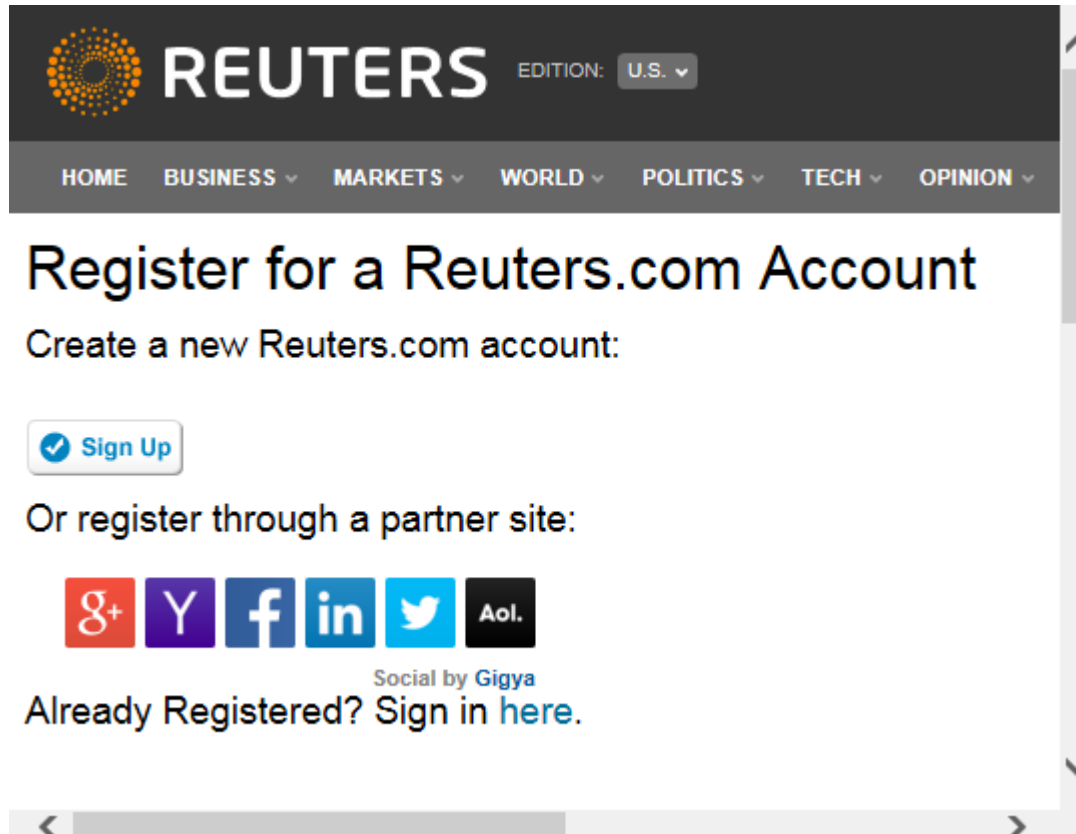 REUTERS EDITION: U.S.
HOME BUSINESS MARKETS WORLD POLITICS TECH OPINION
Register for a Reuters.com Account
Create a new Reuters.com account:
Sign Up
Or register through a partner site:
g+ Y f in Aol.
Social by Gigya
Already Registered? Sign in here.